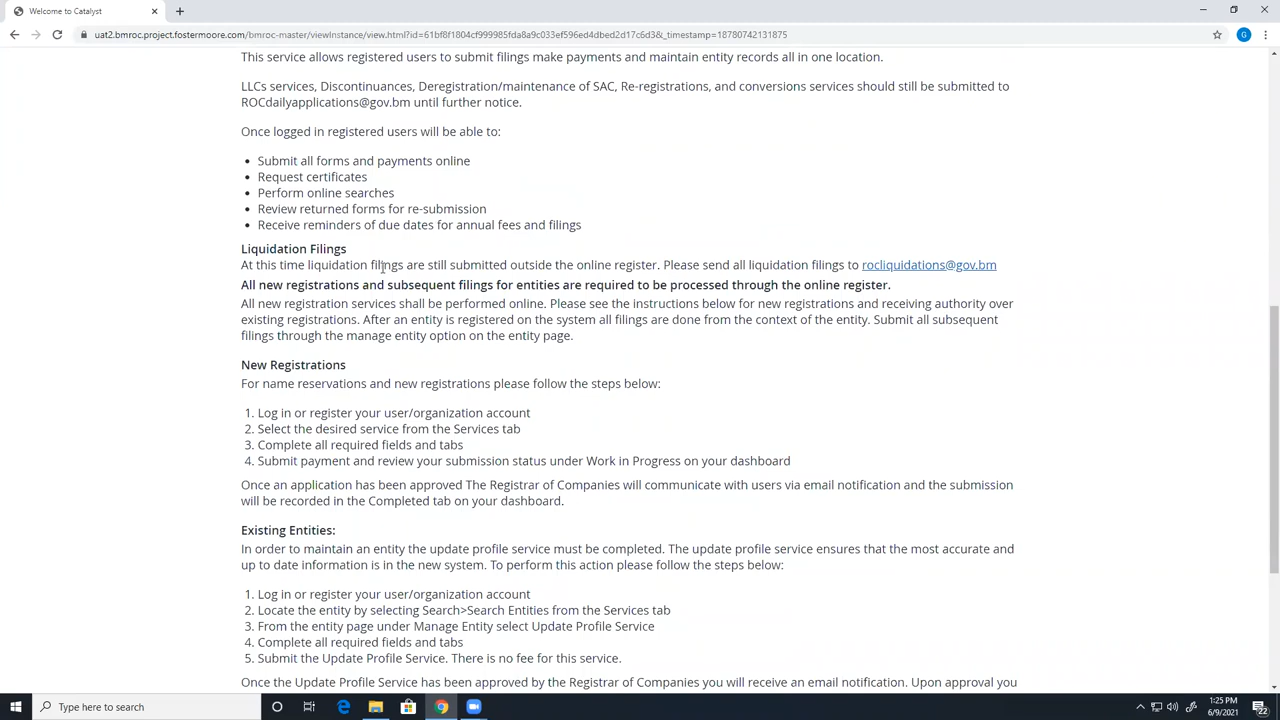 Welcome to Catalyst
uat2.bmroc.project.fostermoore.com/bmroc-master/viewInstance/view.html?id=61bf8f1804cf999985fda8a9c033ef596ed4dbed2d17c6d3&_timestamp=18780742131875
G
This service allows registered users to submit filings make payments and maintain entity records all in one location.
LLCs services, Discontinuances, Deregistration/maintenance of SAC, Re-registrations, and conversions services should still be submitted to
ROCdailyapplications@gov.bm until further notice.
Once logged in registered users will be able to:
• Submit all forms and payments online
• Request certificates
• Perform online searches
• Review returned forms for re-submission
• Receive reminders of due dates for annual fees and filings
Liquidation Filings
At this time liquidation filings are still submitted outside the online register. Please send all liquidation filings to rocliquidations@gov.bm
All new registrations and subsequent filings for entities are required to be processed through the online register.
All new registration services shall be performed online. Please see the instructions below for new registrations and receiving authority over
existing registrations. After an entity is registered on the system all filings are done from the context of the entity. Submit all subsequent
filings through the manage entity option on the entity page.
New Registrations
For name reservations and new registrations please follow the steps below:
1. Log in or register your user/organization account
2. Select the desired service from the Services tab
3. Complete all required fields and tabs
4. Submit payment and review your submission status under Work in Progress on your dashboard
Once an application has been approved The Registrar of Companies will communicate with users via email notification and the submission
will be recorded in the Completed tab on your dashboard.
Existing Entities:
In order to maintain an entity the update profile service must be completed. The update profile service ensures that the most accurate and
up to date information is in the new system. To perform this action please follow the steps below:
1. Log in or register your user/organization account
2. Locate the entity by selecting Search>Search Entities from the Services tab
3. From the entity page under Manage Entity select Update Profile Service
4. Complete all required fields and tabs
5. Submit the Update Profile Service. There is no fee for this service.
Once the Update Profile Service has been approved by the Registrar of Companies you will receive an email notification. Upon approval you
Type here to search
1:25 PM
6/9/2021
22